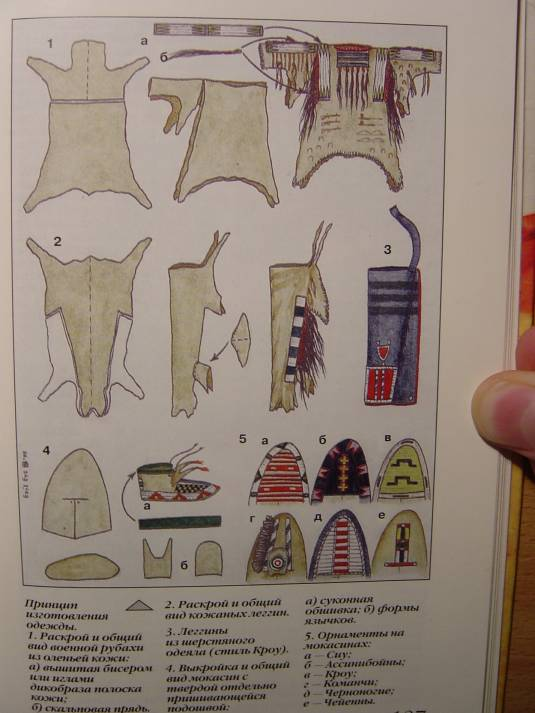 1
а
б
2
3
4
а
б
5
а
б
в
г
д
е
Принцип
изготовления
одежды.
1. Раскрой и общий
вид военной рубахи
из оленьей кожи:
а) вышитая бисером
или иглами
дикобраза полоска
кожи;
б) скальповая прядь.
2. Раскрой и общий
вид кожаных леггин.
3. Леггины
из шерстяного
одеяла (стиль Кроу).
4. Выкройка и общий
вид мокасин с
твердой отдельно
пришивающейся
подошвой:
а) суконная
обшивка; б) формы
язычков.
5. Орнаменты на
мокасинах:
а — Сиу;
б — Ассинибойны;
в — Кроу;
г — Команчи;
д — Черноногие;
е — Чейенны.